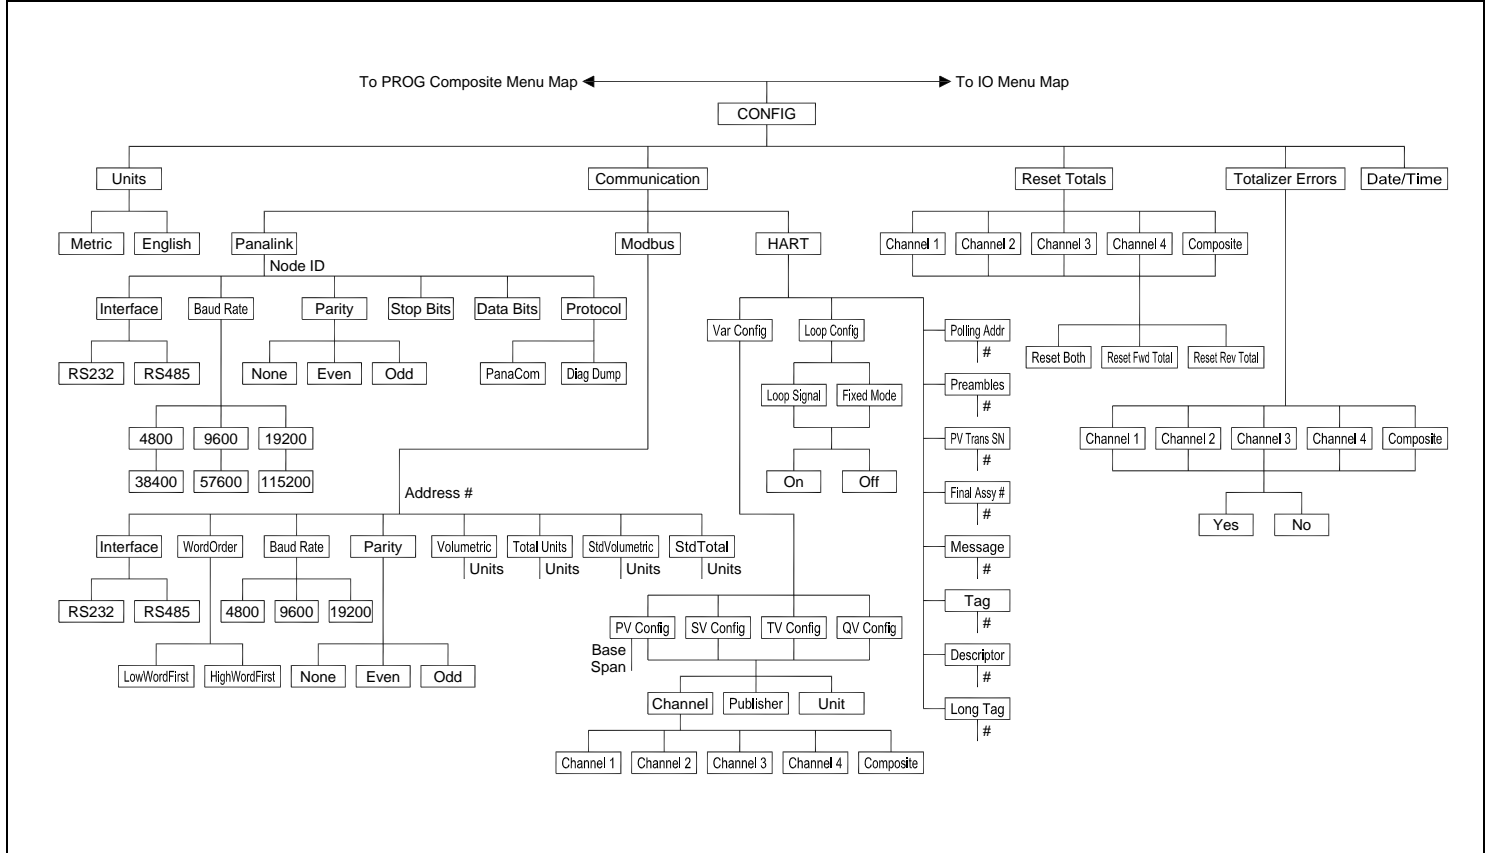 To PROG Composite Menu Map
To IO Menu Map
CONFIG
Units
Communication
Reset Totals
Totalizer Errors
Date/Time
Metric
English
Panalink
Modbus
HART
Channel 1
Channel 2
Channel 3
Channel 4
Composite
Node ID
Interface
Baud Rate
Parity
Stop Bits
Data Bits
Protocol
Var Config
Loop Config
Polling Addr
#
Reset Both
Reset Fwd Total
Reset Rev Total
RS232
RS485
None
Even
Odd
PanaCom
Diag Dump
Loop Signal
Fixed Mode
Preambles
#
4800
9600
19200
PV Trans SN
#
Channel 1
Channel 2
Channel 3
Channel 4
Composite
38400
57600
115200
On
Off
Address #
Final Assy #
#
Yes
No
Interface
WordOrder
Baud Rate
Parity
Volumetric
Units
Total Units
Units
StdVolumetric
Units
StdTotal
Units
Message
#
RS232
RS485
4800
9600
19200
Tag
#
PV Config
SV Config
TV Config
QV Config
Base
Span
Descriptor
#
LowWordFirst
HighWordFirst
None
Even
Odd
Channel
Publisher
Unit
Long Tag
#
Channel 1
Channel 2
Channel 3
Channel 4
Composite